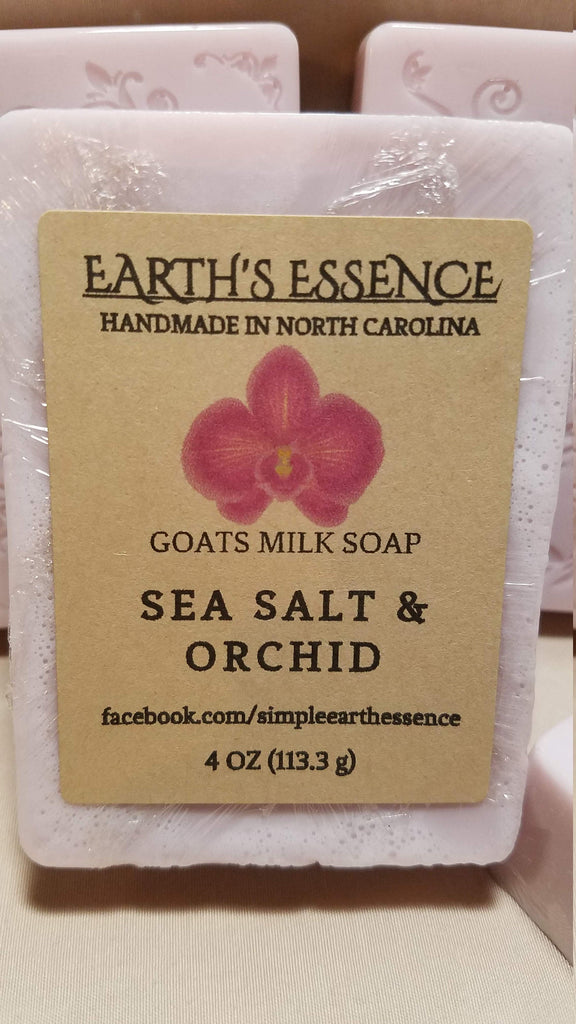 EARTH'S ESSENCE
HANDMADE IN NORTH CAROLINA
GOATS MILK SOAP
SEA SALT &
ORCHID
facebook.com/simpleearthessence
4 OZ (113.3 g)